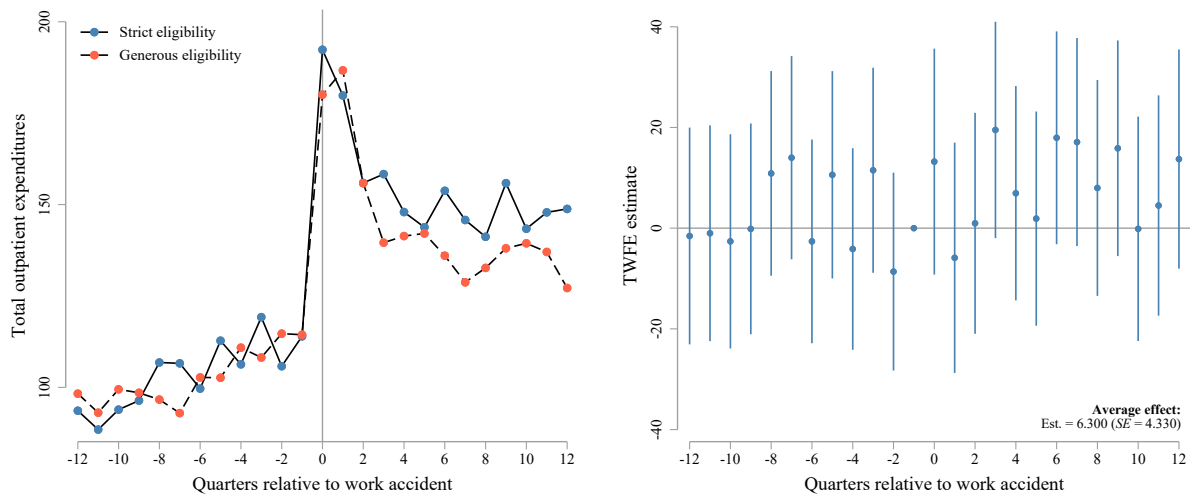 Strict eligibility
Generous eligibility
Total outpatient expenditures
200
150
100
-12 -10 -8 -6 -4 -2 0 2 4 6 8 10 12
Quarters relative to work accident
TWFE estimate
40
20
0
-20
-40
Average effect:
Est. = 6.300 (SE = 4.330)
-12 -10 -8 -6 -4 -2 0 2 4 6 8 10 12
Quarters relative to work accident